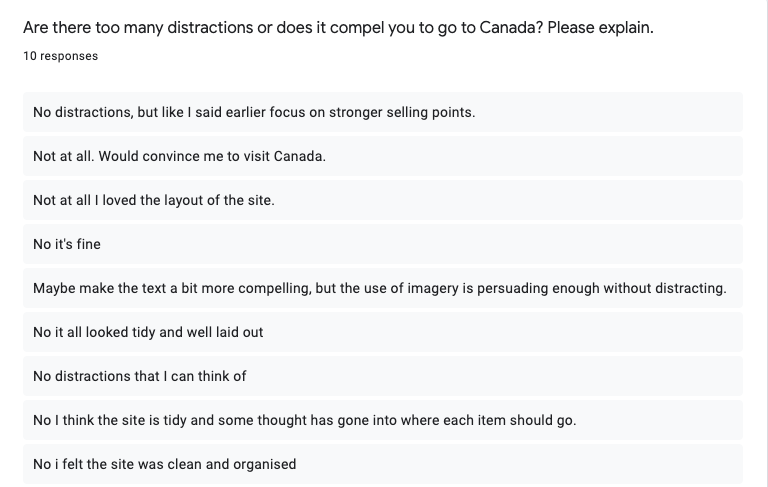 Are there too many distractions or does it compel you to go to Canada? Please explain.
10 responses
No distractions, but like I said earlier focus on stronger selling points.
Not at all. Would convince me to visit Canada.
Not at all I loved the layout of the site.
No it's fine
Maybe make the text a bit more compelling, but the use of imagery is persuading enough without distracting.
No it all looked tidy and well laid out
No distractions that I can think of
No I think the site is tidy and some thought has gone into where each item should go.
No i felt the site was clean and organised